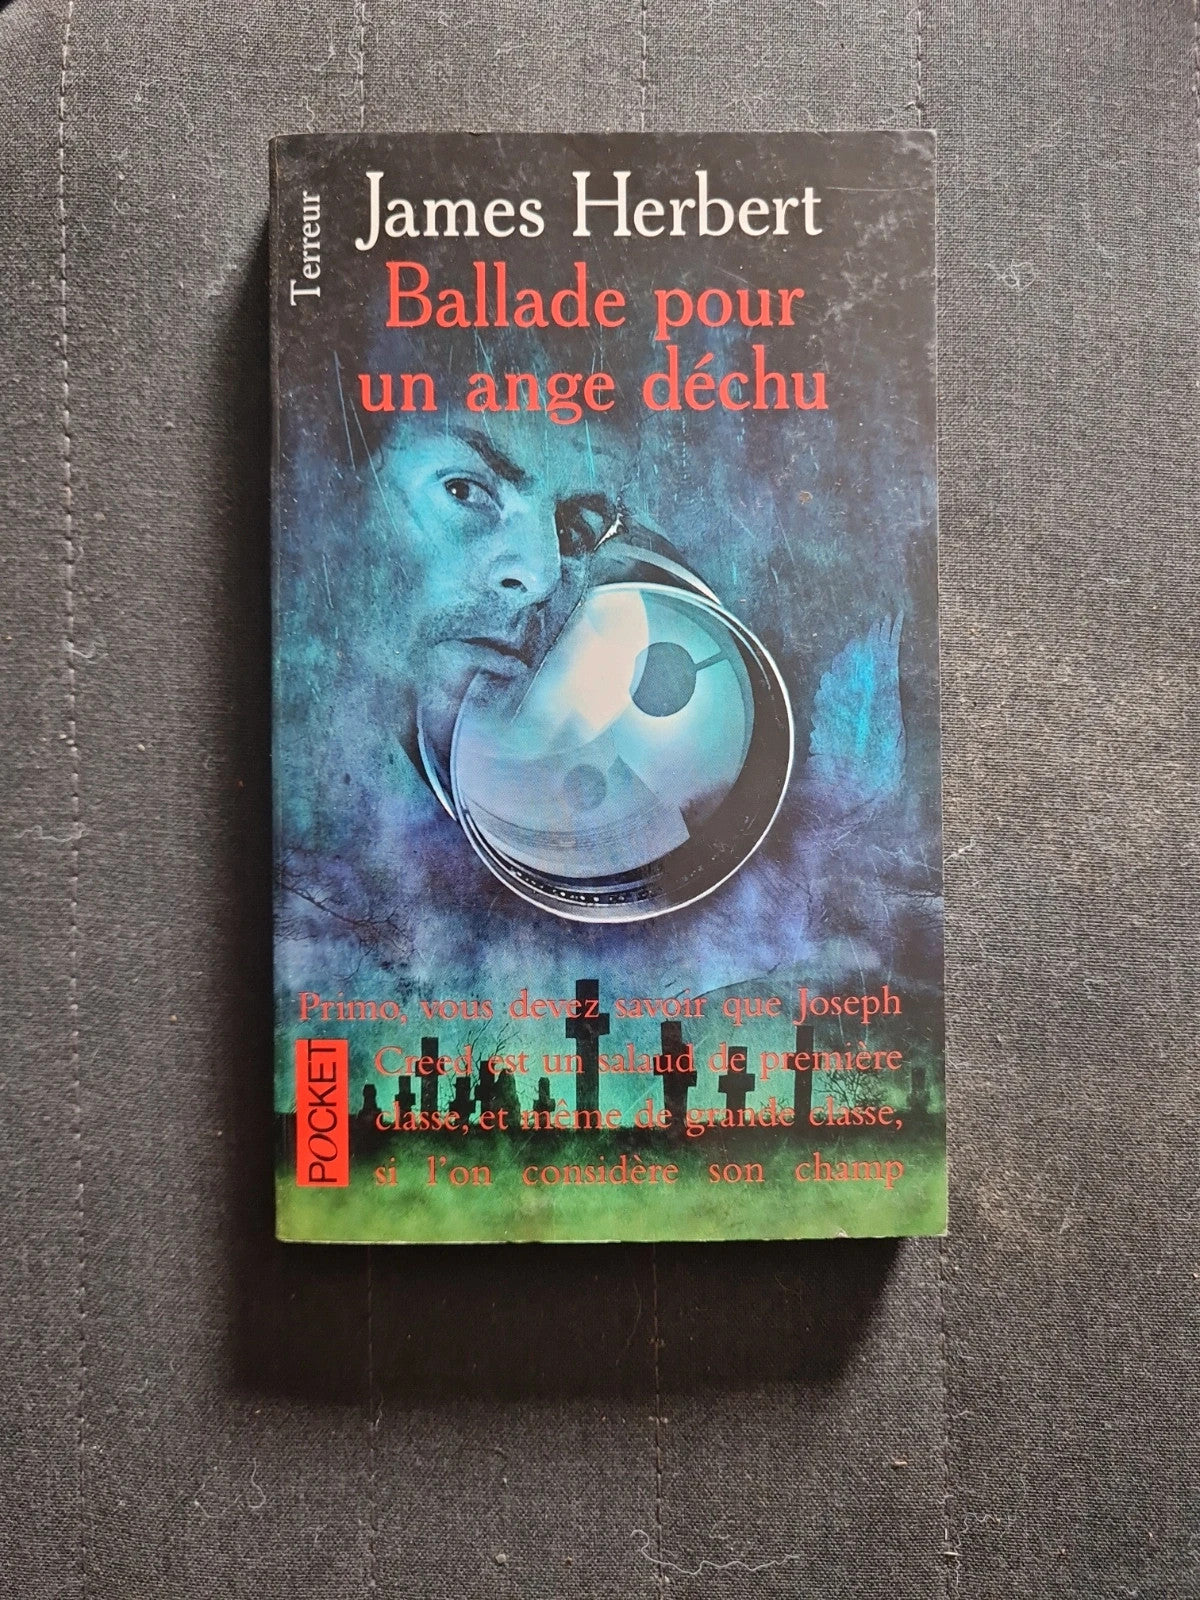 Terreur
James Herbert
Ballade pour
un ange déchu
Primo, vous devez savoir que Joseph
Creed est un salaud de première
classe, et même de grande classe,
si l'on considère son champ
POCKET